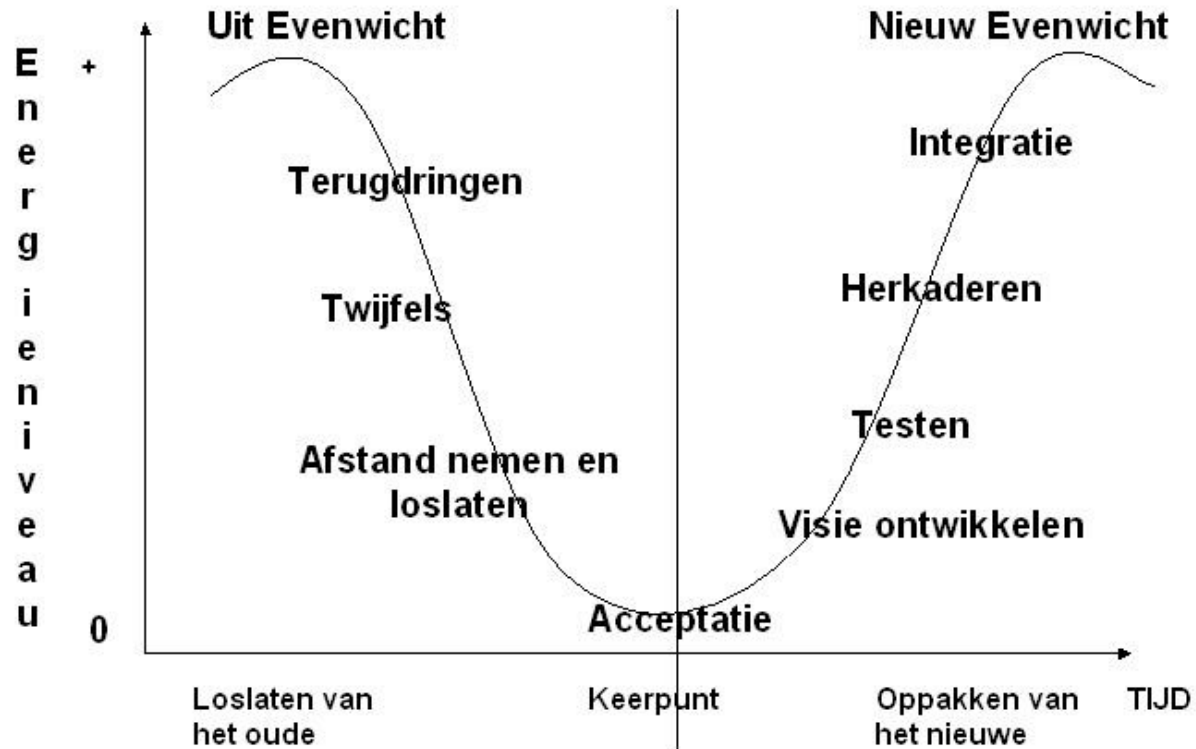 Uit Evenwicht
Nieuw Evenwicht
Energieniveau
+
Integratie
Terugdringen
Herkaderen
Twijfels
Testen
Afstand nemen en
loslaten
Visie ontwikkelen
Acceptatie
0
Loslaten van
het oude
Keerpunt
Oppakken van
het nieuwe
TIJD